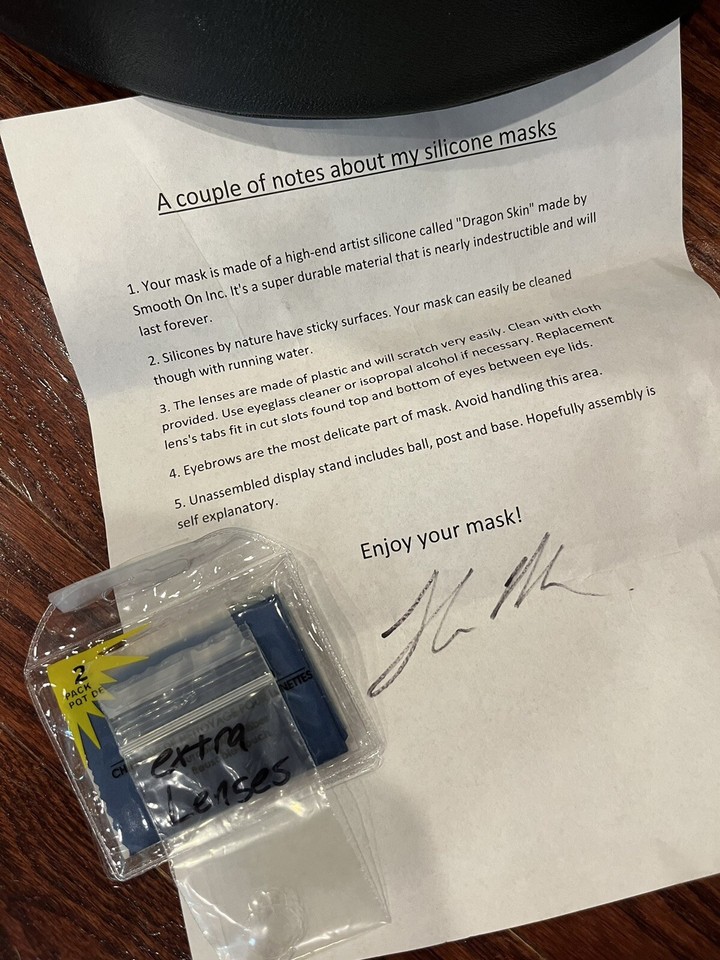 A couple of notes about my silicone masks
1. Your mask is made of a high-end artist silicone called "Dragon Skin" made by
Smooth On Inc. It's a super durable material that is nearly indestructible and will
last forever.
2. Silicones by nature have sticky surfaces. Your mask can easily be cleaned
though with running water.
3. The lenses are made of plastic and will scratch very easily. Clean with cloth
provided. Use eyeglass cleaner or isopropal alcohol if necessary. Replacement
lens's tabs fit in cut slots found top and bottom of eyes between eye lids.
4. Eyebrows are the most delicate part of mask. Avoid handling this area.
5. Unassembled display stand includes ball, post and base. Hopefully assembly is
self explanatory.
Enjoy your mask!
2
PACK
POT DE
NETTES
CH
extra
Lenses